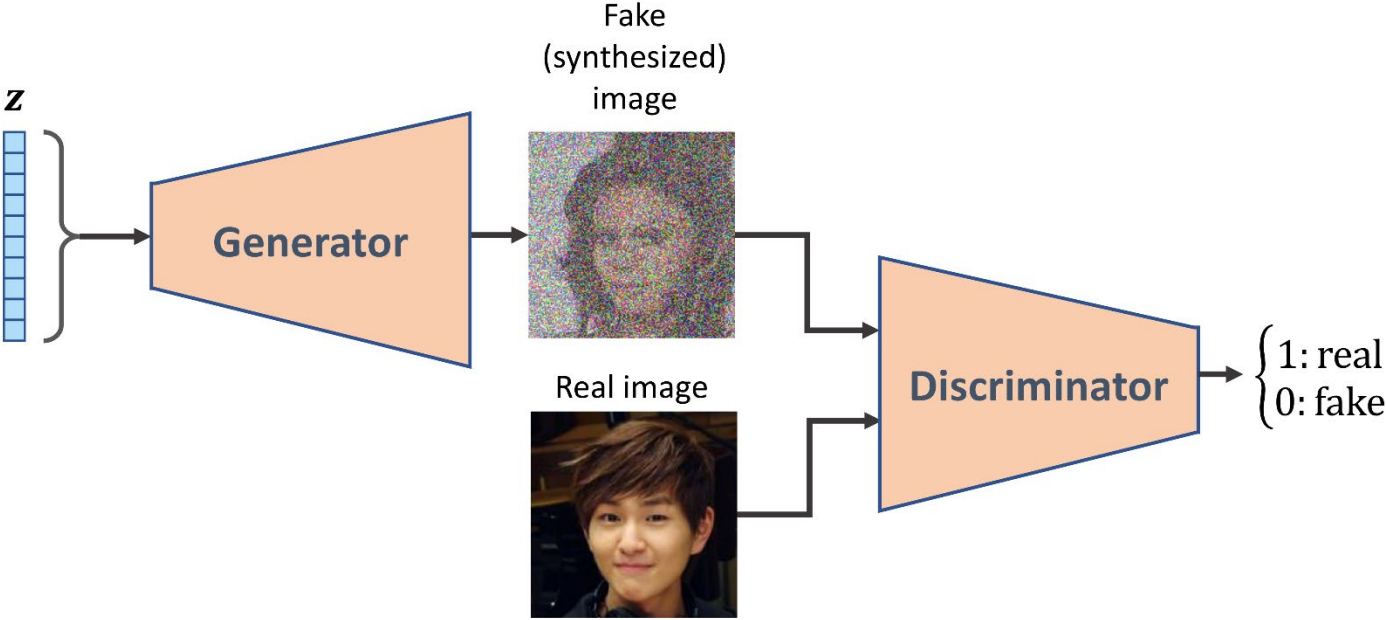 Fake
(synthesized)
image
z
Generator
Real image
Discriminator
1: real
0: fake